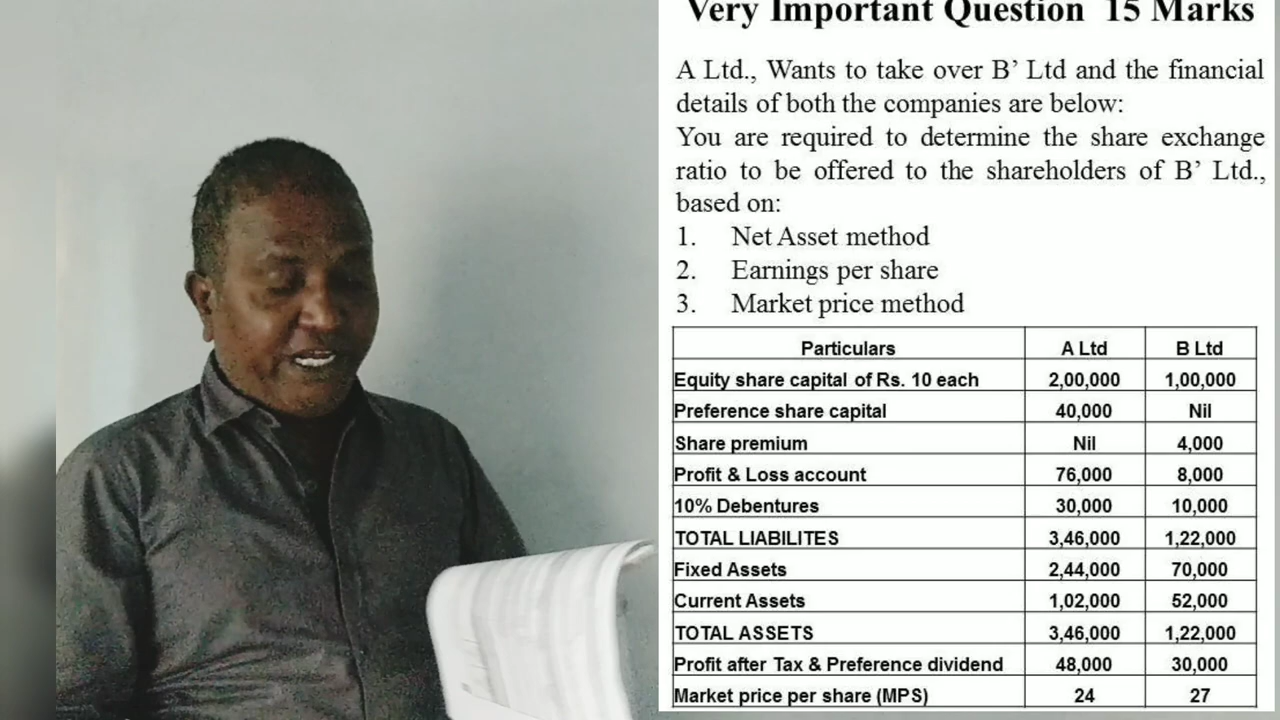 Very Important Question 15 Marks
A Ltd., Wants to take over B’ Ltd and the financial
details of both the companies are below:
You are required to determine the share exchange
ratio to be offered to the shareholders of B’ Ltd.,
based on:
1. Net Asset method
2. Earnings per share
3. Market price method
Particulars A Ltd B Ltd
Equity share capital of Rs. 10 each 2,00,000 1,00,000
Preference share capital 40,000 Nil
Share premium Nil 4,000
Profit & Loss account 76,000 8,000
10% Debentures 30,000 10,000
TOTAL LIABILITES 3,46,000 1,22,000
Fixed Assets 2,44,000 70,000
Current Assets 1,02,000 52,000
TOTAL ASSETS 3,46,000 1,22,000
Profit after Tax & Preference dividend 48,000 30,000
Market price per share (MPS) 24 27